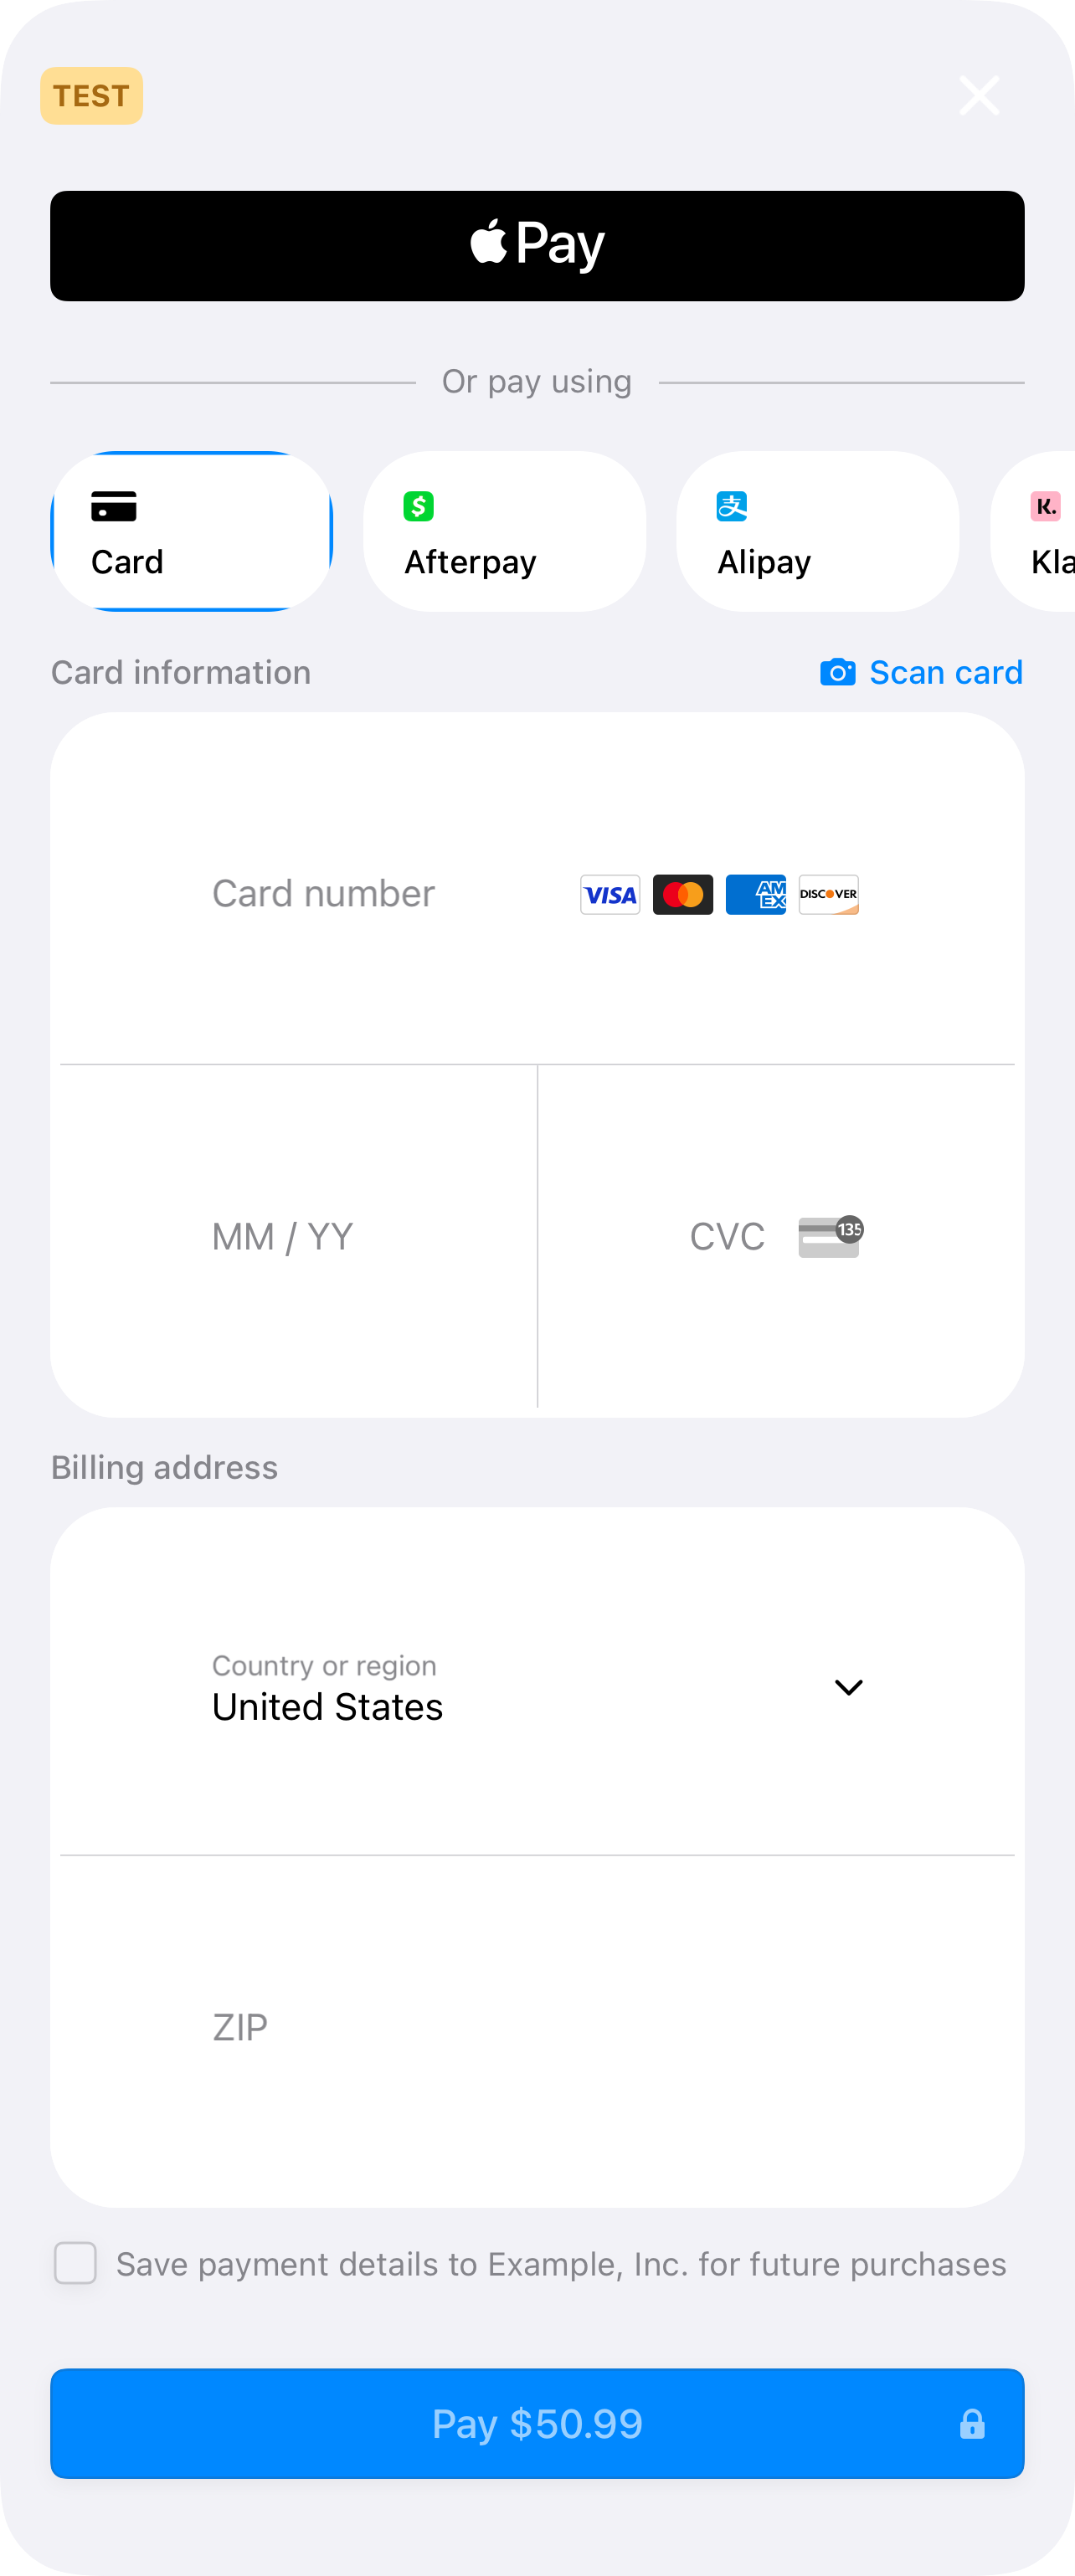 TEST
Pay
Or pay using
支 $ K.
Card Afterpay Alipay Kla
Card information Scan card
Card number VISA AM EX DISCOVER
MM / YY CVC 135
Billing address
Country or region
United States
ZIP
Save payment details to Example, Inc. for future purchases
Pay $50.99